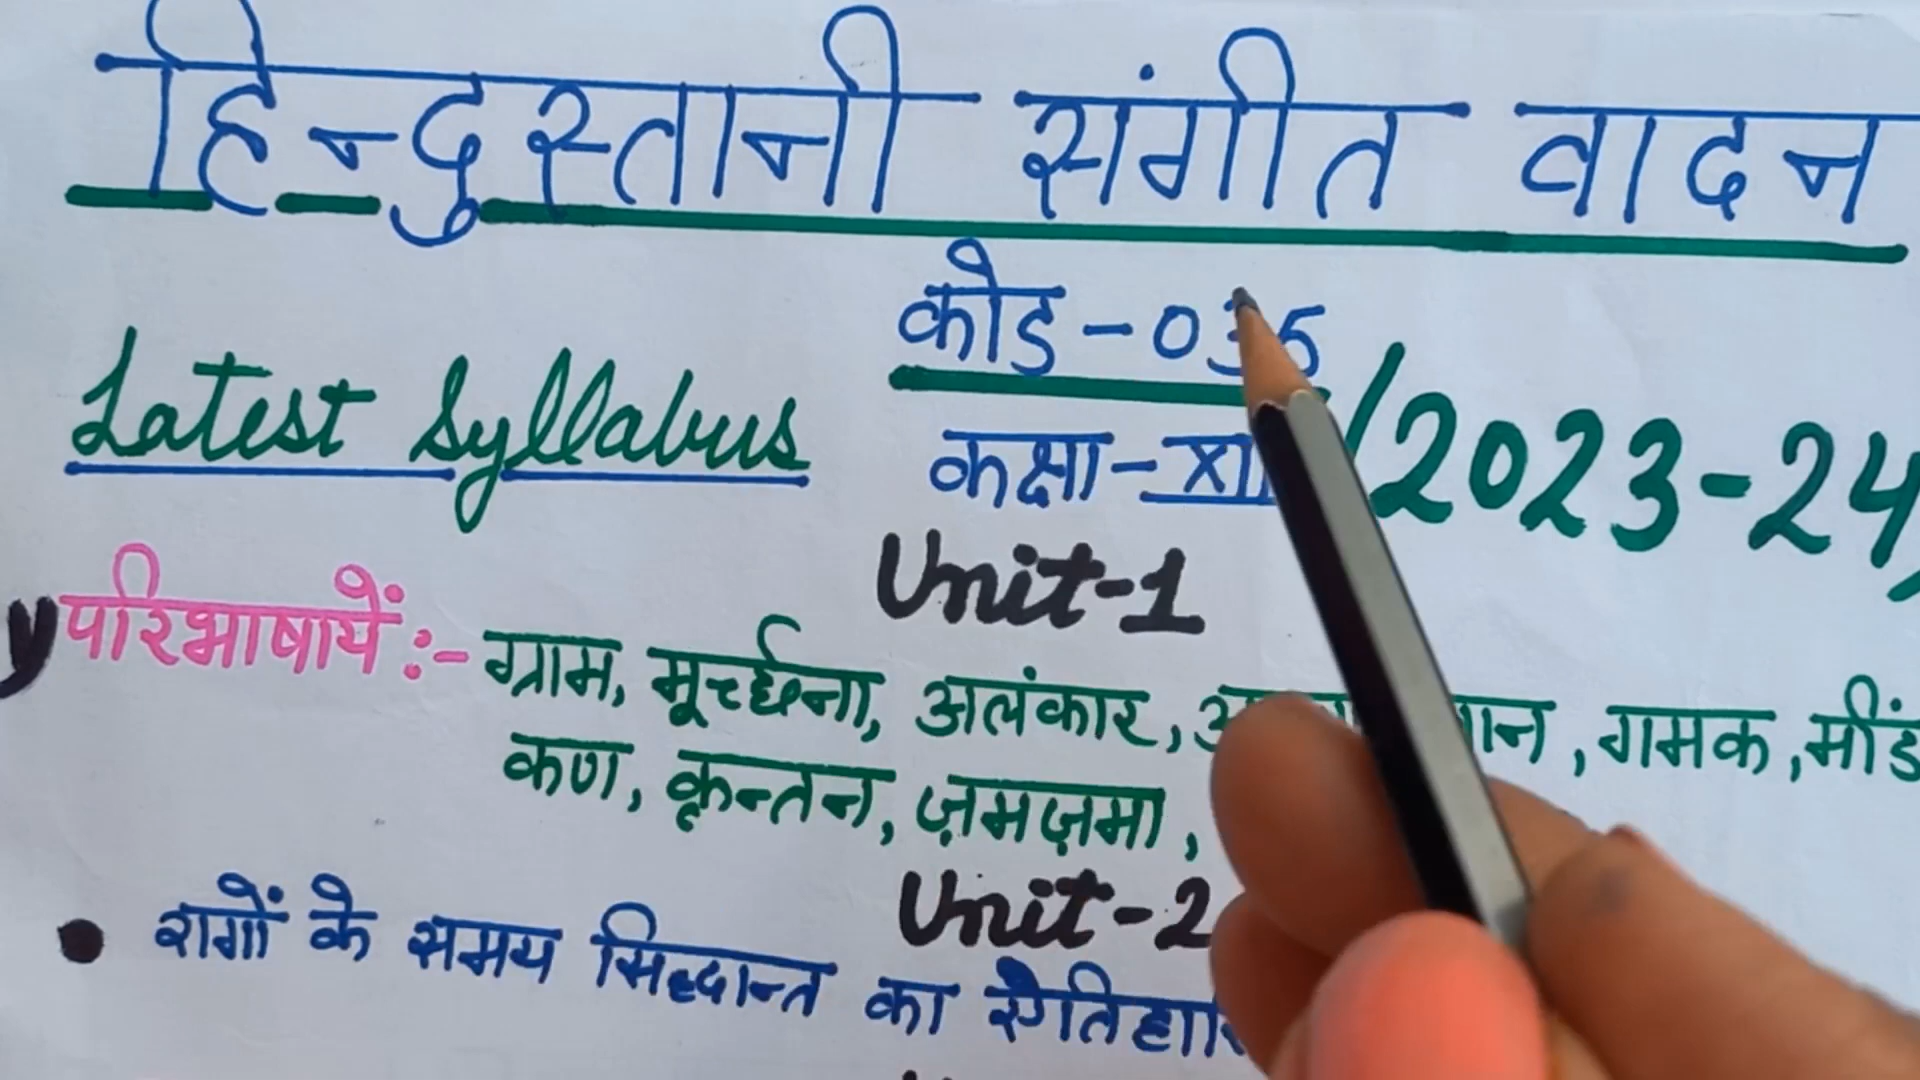 हिन्दुस्तानी संगीत वादन
कोड - 035
Latest Syllabus
कक्षा - /2023-24
Unit-1
परिभाषायें :- ग्राम, मूर्च्छना, अलंकार, गमक, मींड
कण, कृन्तन, ज़मज़मा,
Unit-2
• रागों के समय सिद्धान्त का